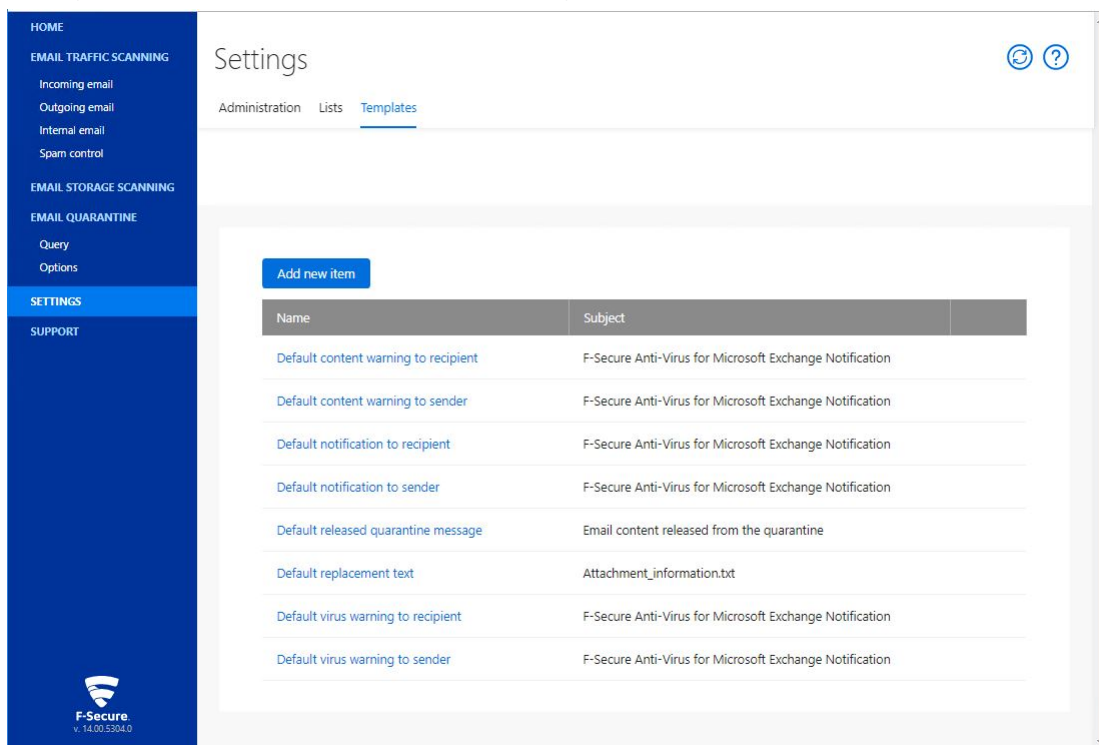 HOME
EMAIL TRAFFIC SCANNING
Incoming email
Outgoing email
Internal email
Spam control
EMAIL STORAGE SCANNING
EMAIL QUARANTINE
Query
Options
SETTINGS
SUPPORT
F-Secure.
v. 14.00.5304.0
Settings
?
Administration Lists Templates
Add new item
Name Subject
Default content warning to recipient F-Secure Anti-Virus for Microsoft Exchange Notification
Default content warning to sender F-Secure Anti-Virus for Microsoft Exchange Notification
Default notification to recipient F-Secure Anti-Virus for Microsoft Exchange Notification
Default notification to sender F-Secure Anti-Virus for Microsoft Exchange Notification
Default released quarantine message Email content released from the quarantine
Default replacement text Attachment_information.txt
Default virus warning to recipient F-Secure Anti-Virus for Microsoft Exchange Notification
Default virus warning to sender F-Secure Anti-Virus for Microsoft Exchange Notification